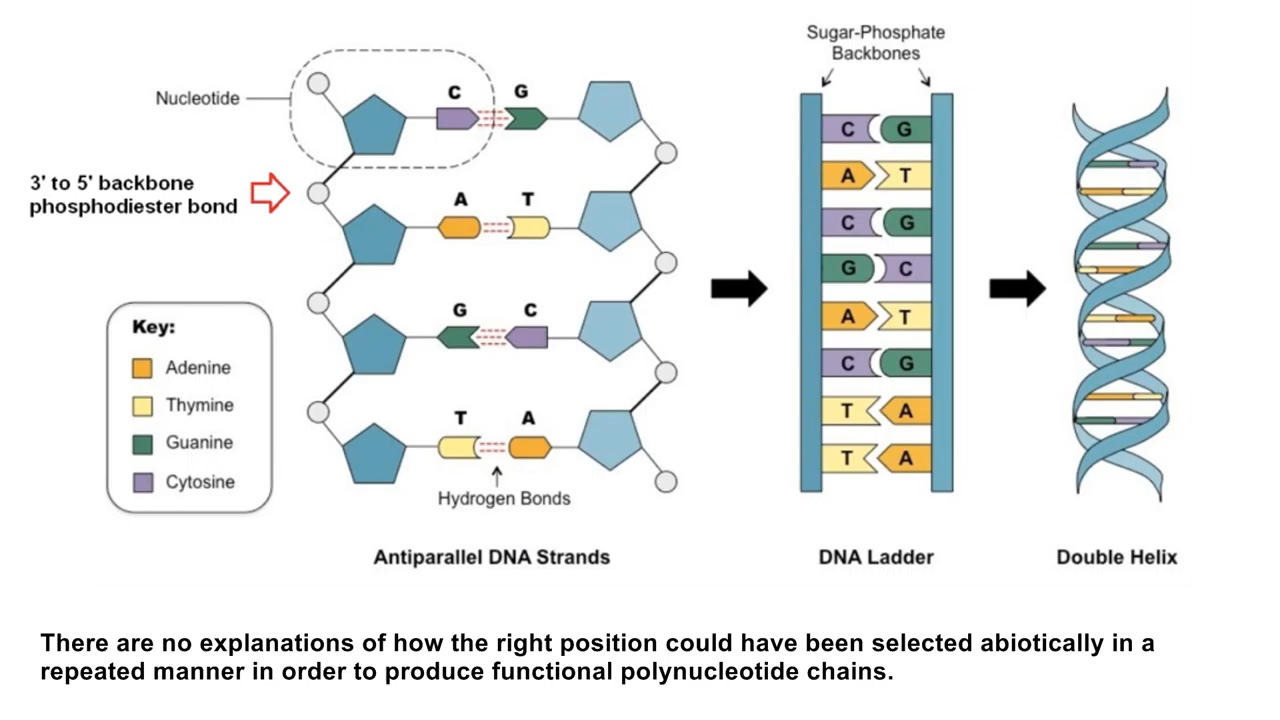 Sugar-Phosphate
Backbones
Nucleotide
C G
3' to 5' backbone
phosphodiester bond
A T
G C
T A
Hydrogen Bonds
Key:
Adenine
Thymine
Guanine
Cytosine
C G
A T
C G
G C
A T
C G
T A
T A
Antiparallel DNA Strands
DNA Ladder
Double Helix
There are no explanations of how the right position could have been selected abiotically in a
repeated manner in order to produce functional polynucleotide chains.